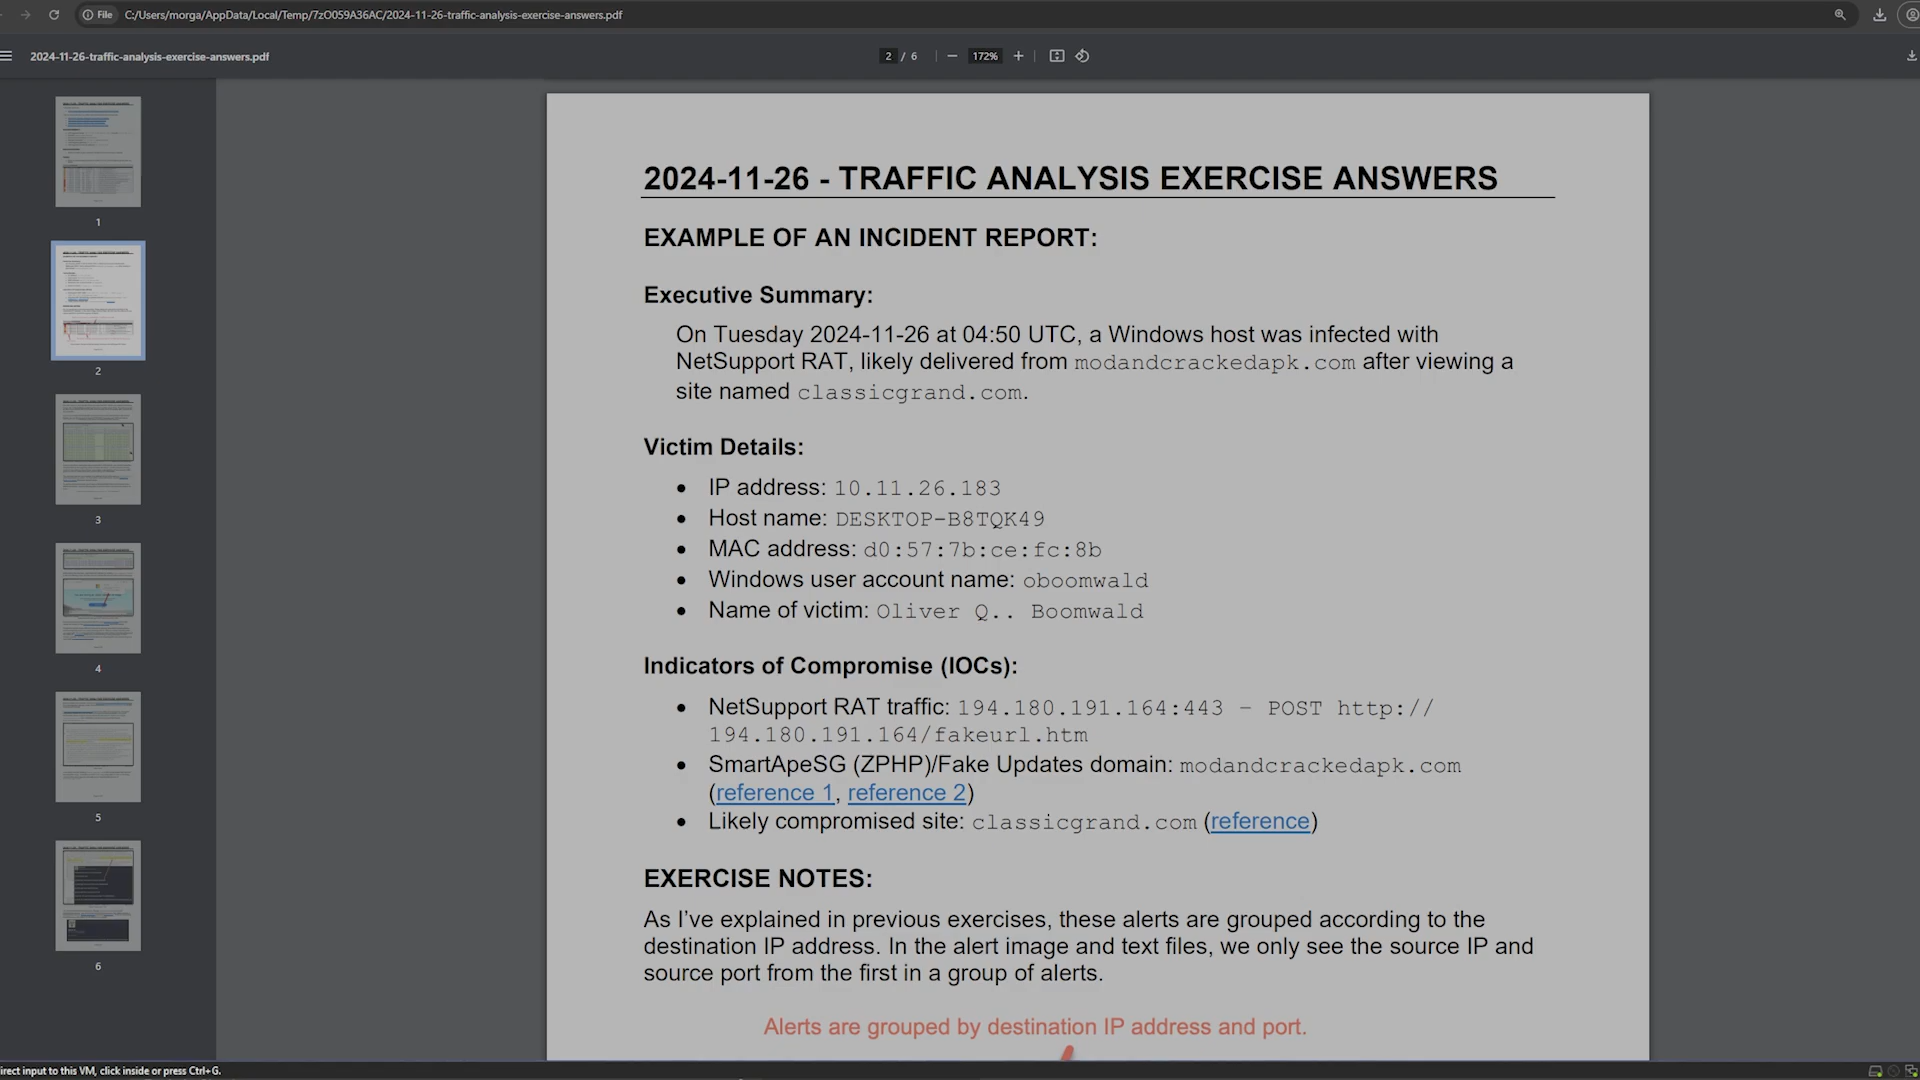 File C:/Users/morga/AppData/Local/Temp/7zO059A36AC/2024-11-26-traffic-analysis-exercise-answers.pdf
2024-11-26-traffic-analysis-exercise-answers.pdf 2 / 6 172%
2024-11-26 - TRAFFIC ANALYSIS EXERCISE ANSWERS
EXAMPLE OF AN INCIDENT REPORT:
Executive Summary:
On Tuesday 2024-11-26 at 04:50 UTC, a Windows host was infected with
NetSupport RAT, likely delivered from modandcrackedapk.com after viewing a
site named classicgrand.com.
Victim Details:
• IP address: 10.11.26.183
• Host name: DESKTOP-B8TQK49
• MAC address: d0:57:7b:ce:fc:8b
• Windows user account name: oboomwald
• Name of victim: Oliver Q.. Boomwald
Indicators of Compromise (IOCs):
• NetSupport RAT traffic: 194.180.191.164:443 – POST http://
194.180.191.164/fakeurl.htm
• SmartApeSG (ZPHP)/Fake Updates domain: modandcrackedapk.com
(reference 1, reference 2)
• Likely compromised site: classicgrand.com (reference)
EXERCISE NOTES:
As I’ve explained in previous exercises, these alerts are grouped according to the
destination IP address. In the alert image and text files, we only see the source IP and
source port from the first in a group of alerts.
Alerts are grouped by destination IP address and port.
1
2
3
4
5
6
irect input to this VM, click inside or press Ctrl+G.